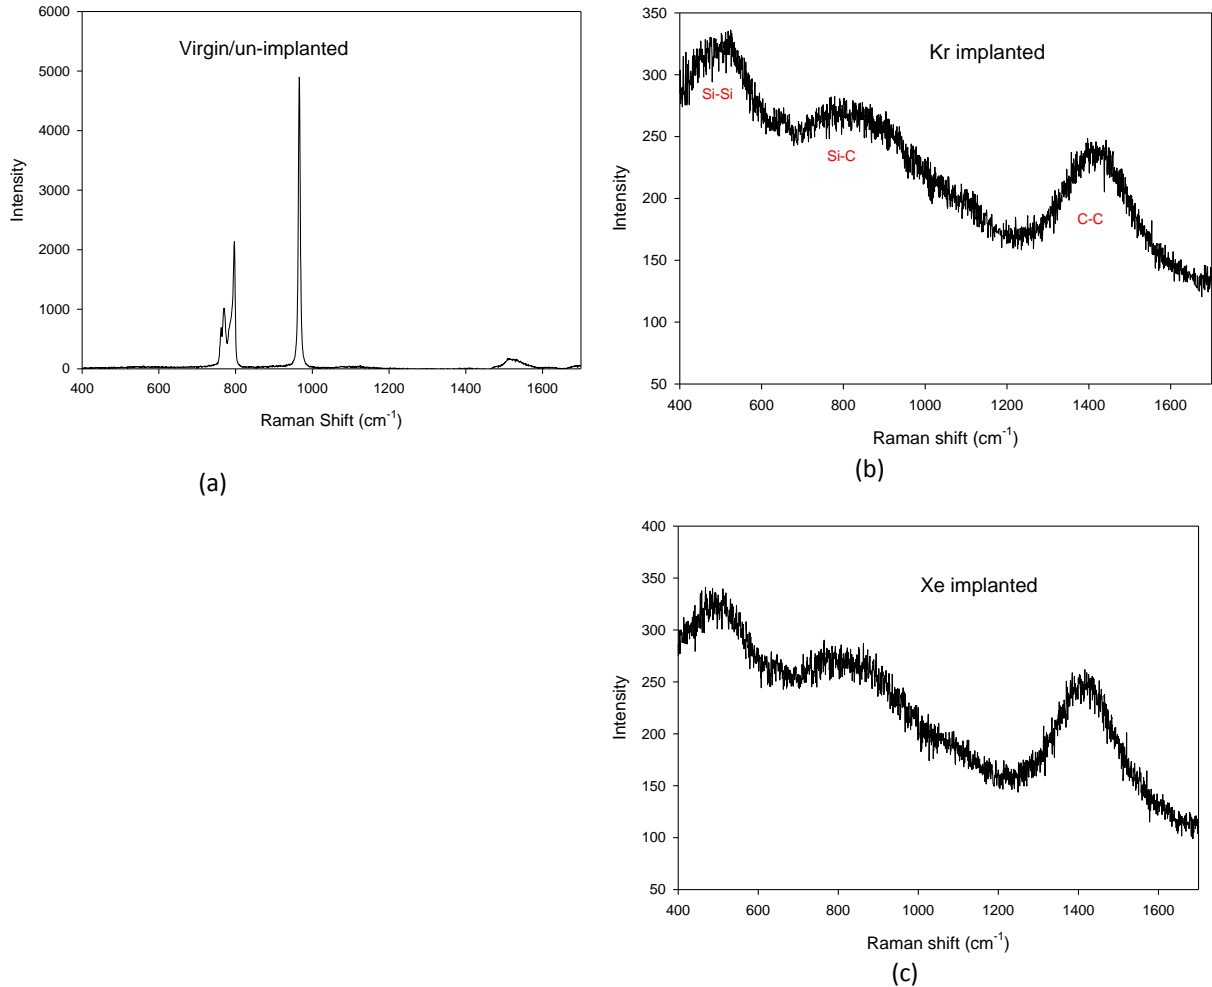 Virgin/un-implanted
6000
5000
4000
3000
2000
1000
0
Intensity
400 600 800 1000 1200 1400 1600
Raman Shift (cm-1)
(a)
Kr implanted
350
300
250
200
150
100
50
Intensity
Si-Si
Si-C
C-C
400 600 800 1000 1200 1400 1600
Raman shift (cm-1)
(b)
Xe implanted
400
350
300
250
200
150
100
50
Intensity
400 600 800 1000 1200 1400 1600
Raman shift (cm-1)
(c)